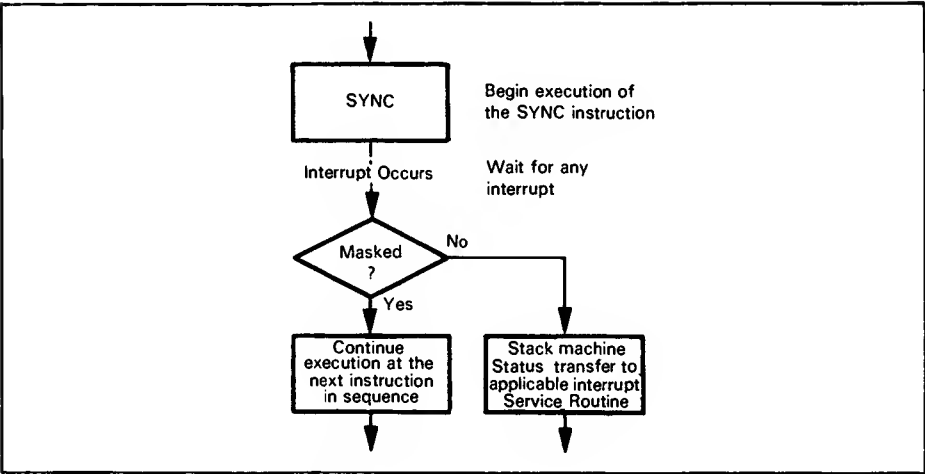 SYNC
Begin execution of
the SYNC instruction
Interrupt Occurs
Wait for any
interrupt
Masked
?
No
Yes
Continue
execution at the
next instruction
in sequence
Stack machine
Status transfer to
applicable interrupt
Service Routine